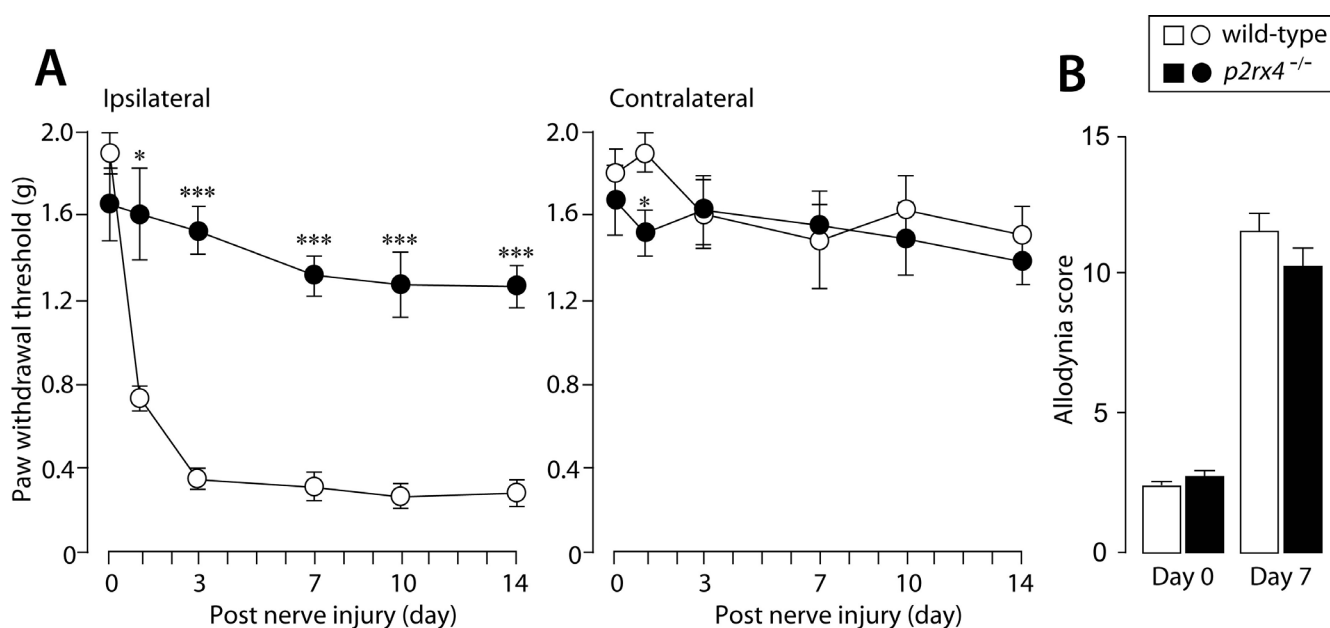 A
Ipsilateral
Paw withdrawal threshold (g)
2.0
1.6
1.2
0.8
0.4
0
*
***
***
***
***
0 3 7 10 14
Post nerve injury (day)
Contralateral
2.0
1.6
1.2
0.8
0.4
0
*
0 3 7 10 14
Post nerve injury (day)
B
wild-type
p2rx4 -/-
Allodynia score
15
10
5
0
Day 0 Day 7